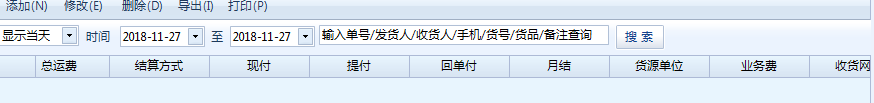 添加(N) 修改(E) 删除(D) 导出(I) 打印(P)
显示当天 时间 2018-11-27 至 2018-11-27 输入单号/发货人/收货人/手机/货号/货品/备注查询 搜 索
总运费 结算方式 现付 提付 回单付 月结 货源单位 业务费 收货网